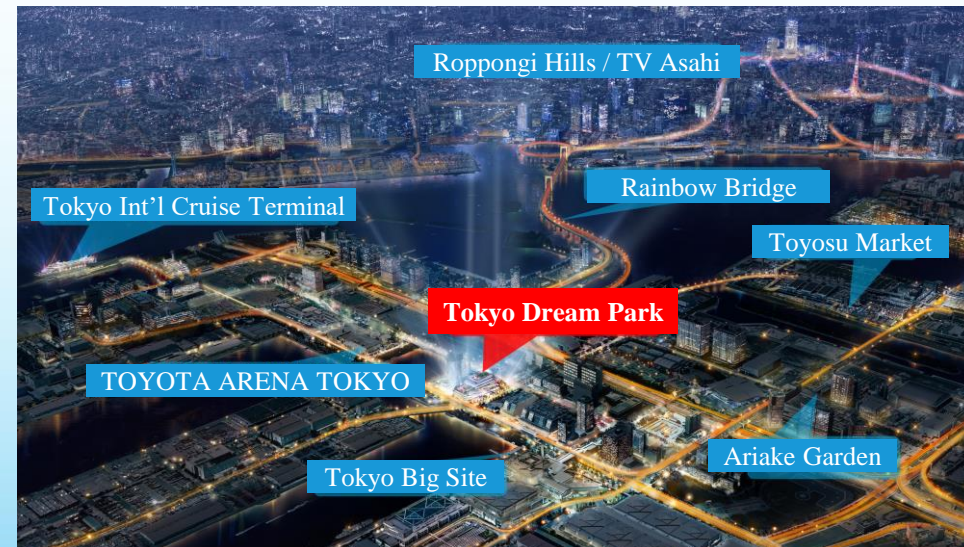 Roppongi Hills / TV Asahi
Rainbow Bridge
Tokyo Int’l Cruise Terminal
Toyosu Market
Tokyo Dream Park
TOYOTA ARENA TOKYO
Ariake Garden
Tokyo Big Site